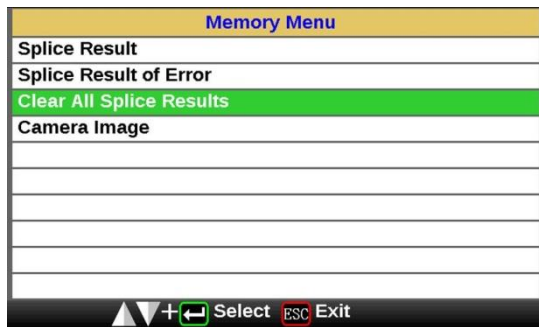 Memory Menu
Splice Result
Splice Result of Error
Clear All Splice Results
Camera Image
+ Select ESC Exit